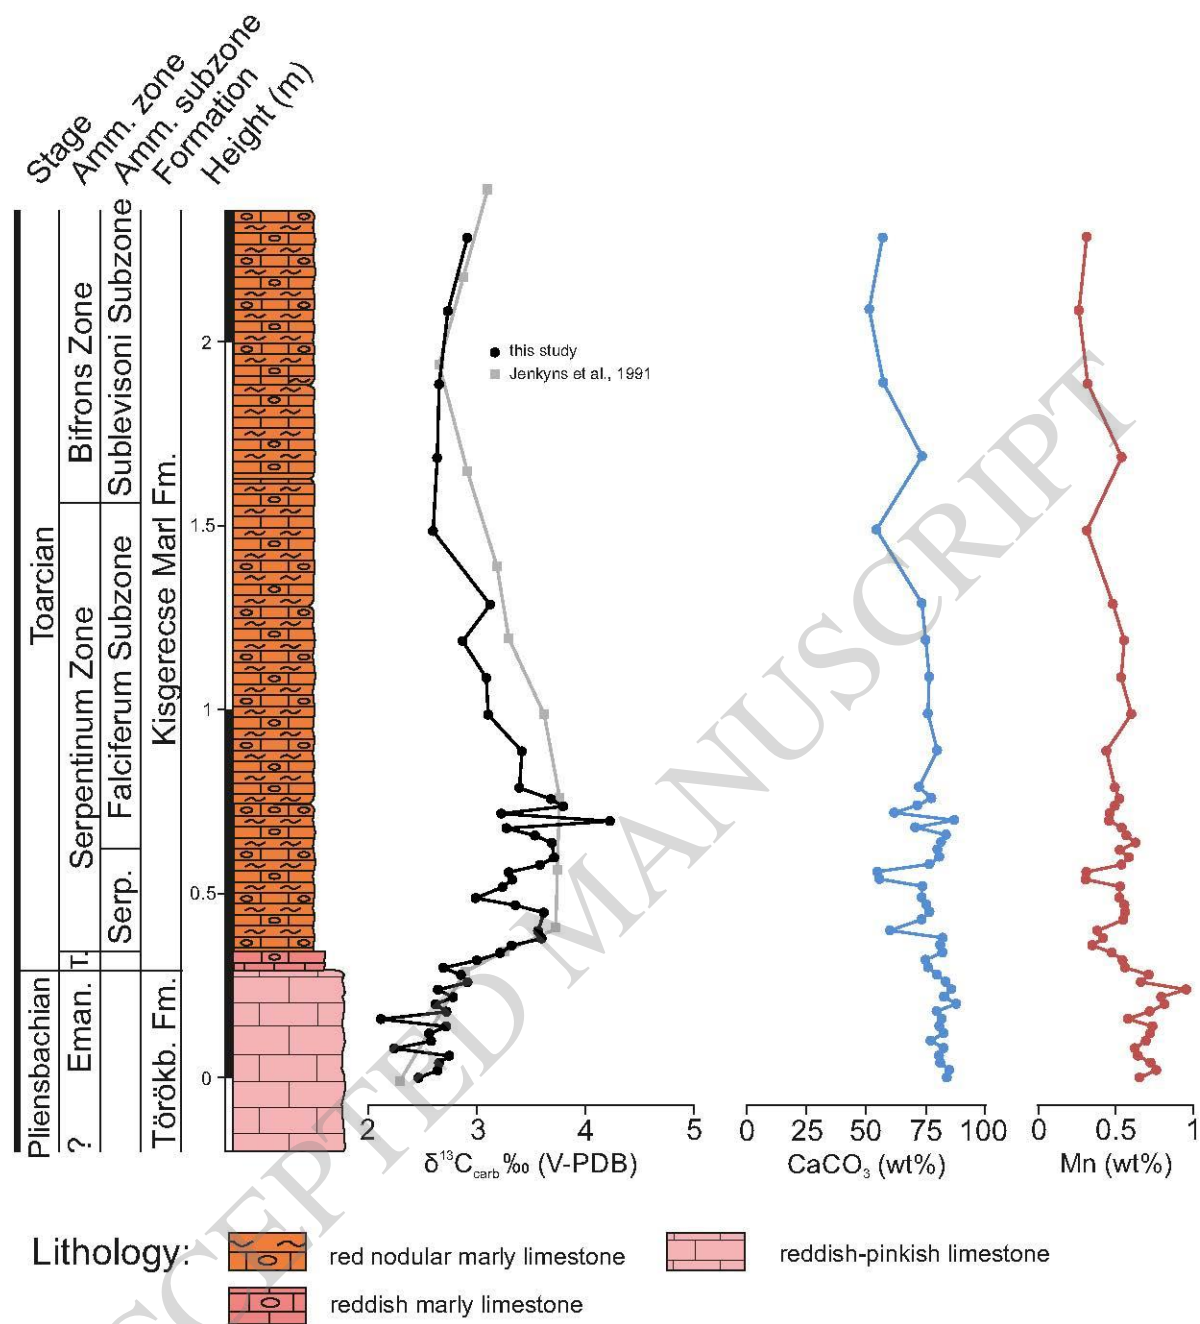 Stage
Amm. zone
Amm. subzone
Formation
Height (m)
Pliensbachian
Toarcian
? Eman.
T.
Serpentinum Zone
Bifrons Zone
Serp.
Falciferum Subzone
Sublevisoni Subzone
Törökb. Fm.
Kisgerecse Marl Fm.
2
1.5
1
0.5
0
this study
Jenkyns et al., 1991
2 3 4 5
δ¹³C carb ‰ (V-PDB)
0 25 50 75 100
CaCO₃ (wt%)
0 0.5 1
Mn (wt%)
Lithology:
red nodular marly limestone
reddish-pinkish limestone
reddish marly limestone
CCEPTED MANUSCRIPT